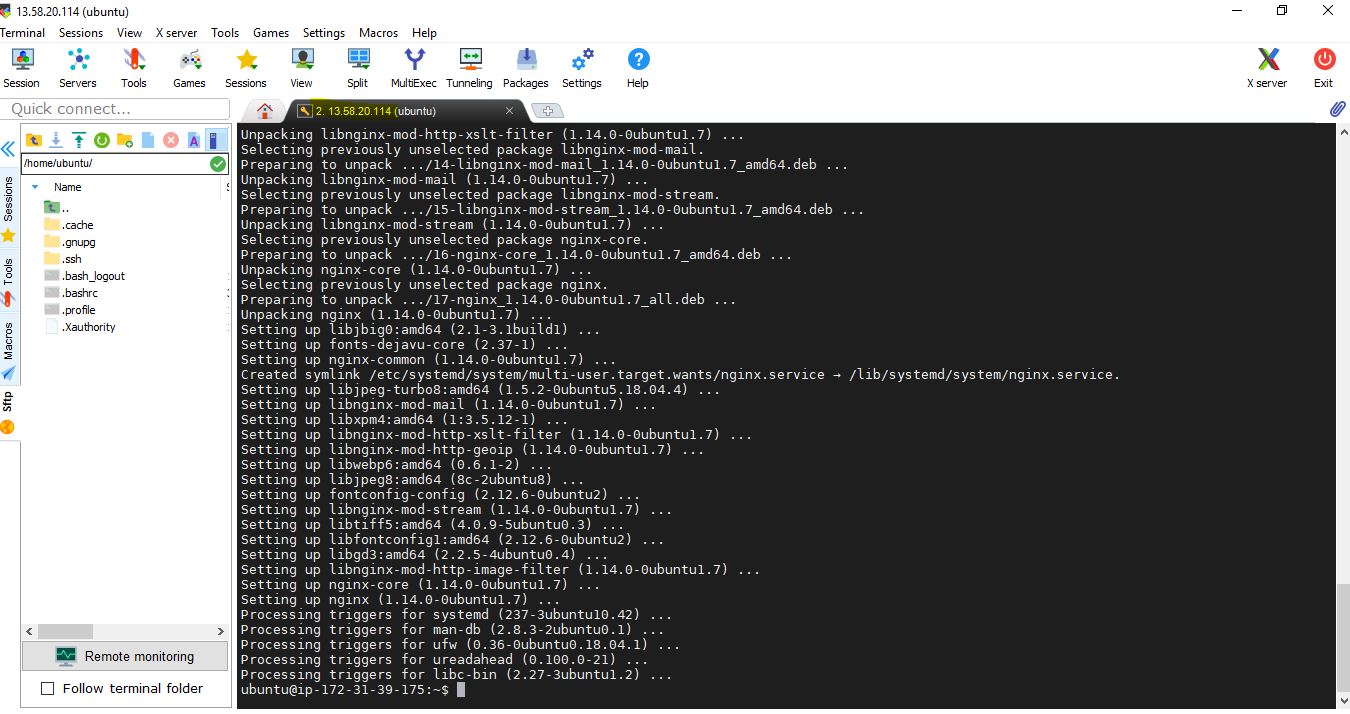 13.58.20.114 (ubuntu)
Terminal Sessions View X server Tools Games Settings Macros Help
Session Servers Tools Games Sessions View Split MultiExec Tunneling Packages Settings Help X server Exit
Quick connect...
2. 13.58.20.114 (ubuntu)
/home/ubuntu/
Name
..
.cache
.gnupg
.ssh
.bash_logout
.bashrc
.profile
.Xauthority
Sessions
Tools
Macros
Sftp
Remote monitoring
Follow terminal folder
Unpacking libnginx-mod-http-xslt-filter (1.14.0-0ubuntu1.7) ...
Selecting previously unselected package libnginx-mod-mail.
Preparing to unpack .../14-libnginx-mod-mail_1.14.0-0ubuntu1.7_amd64.deb ...
Unpacking libnginx-mod-mail (1.14.0-0ubuntu1.7) ...
Selecting previously unselected package libnginx-mod-stream.
Preparing to unpack .../15-libnginx-mod-stream_1.14.0-0ubuntu1.7_amd64.deb ...
Unpacking libnginx-mod-stream (1.14.0-0ubuntu1.7) ...
Selecting previously unselected package nginx-core.
Preparing to unpack .../16-nginx-core_1.14.0-0ubuntu1.7_amd64.deb ...
Unpacking nginx-core (1.14.0-0ubuntu1.7) ...
Selecting previously unselected package nginx.
Preparing to unpack .../17-nginx_1.14.0-0ubuntu1.7_all.deb ...
Unpacking nginx (1.14.0-0ubuntu1.7) ...
Setting up libjbig0:amd64 (2.1-3.1build1) ...
Setting up fonts-dejavu-core (2.37-1) ...
Setting up nginx-common (1.14.0-0ubuntu1.7) ...
Created symlink /etc/systemd/system/multi-user.target.wants/nginx.service → /lib/systemd/system/nginx.service.
Setting up libjpeg-turbo8:amd64 (1.5.2-0ubuntu5.18.04.4) ...
Setting up libnginx-mod-mail (1.14.0-0ubuntu1.7) ...
Setting up libxpm4:amd64 (1:3.5.12-1) ...
Setting up libnginx-mod-http-xslt-filter (1.14.0-0ubuntu1.7) ...
Setting up libnginx-mod-http-geoip (1.14.0-0ubuntu1.7) ...
Setting up libwebp6:amd64 (0.6.1-2) ...
Setting up libjpeg8:amd64 (8c-2ubuntu8) ...
Setting up fontconfig-config (2.12.6-0ubuntu2) ...
Setting up libnginx-mod-stream (1.14.0-0ubuntu1.7) ...
Setting up libtiff5:amd64 (4.0.9-5ubuntu0.3) ...
Setting up libfontconfig1:amd64 (2.12.6-0ubuntu2) ...
Setting up libgd3:amd64 (2.2.5-4ubuntu0.4) ...
Setting up libnginx-mod-http-image-filter (1.14.0-0ubuntu1.7) ...
Setting up nginx-core (1.14.0-0ubuntu1.7) ...
Setting up nginx (1.14.0-0ubuntu1.7) ...
Processing triggers for systemd (237-3ubuntu10.42) ...
Processing triggers for man-db (2.8.3-2ubuntu0.1) ...
Processing triggers for ufw (0.36-0ubuntu0.18.04.1) ...
Processing triggers for ureadahead (0.100.0-21) ...
Processing triggers for libc-bin (2.27-3ubuntu1.2) ...
ubuntu@ip-172-31-39-175:~$